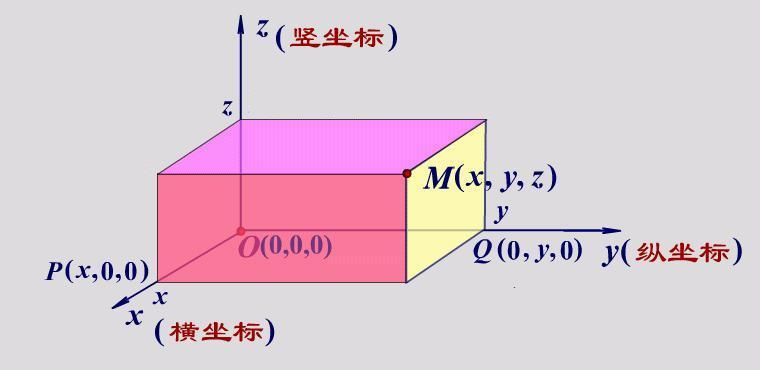 z (竖坐标)
z
M(x, y, z)
y
O(0,0,0)
Q(0, y,0)
y(纵坐标)
P(x,0,0)
x
x
(横坐标)